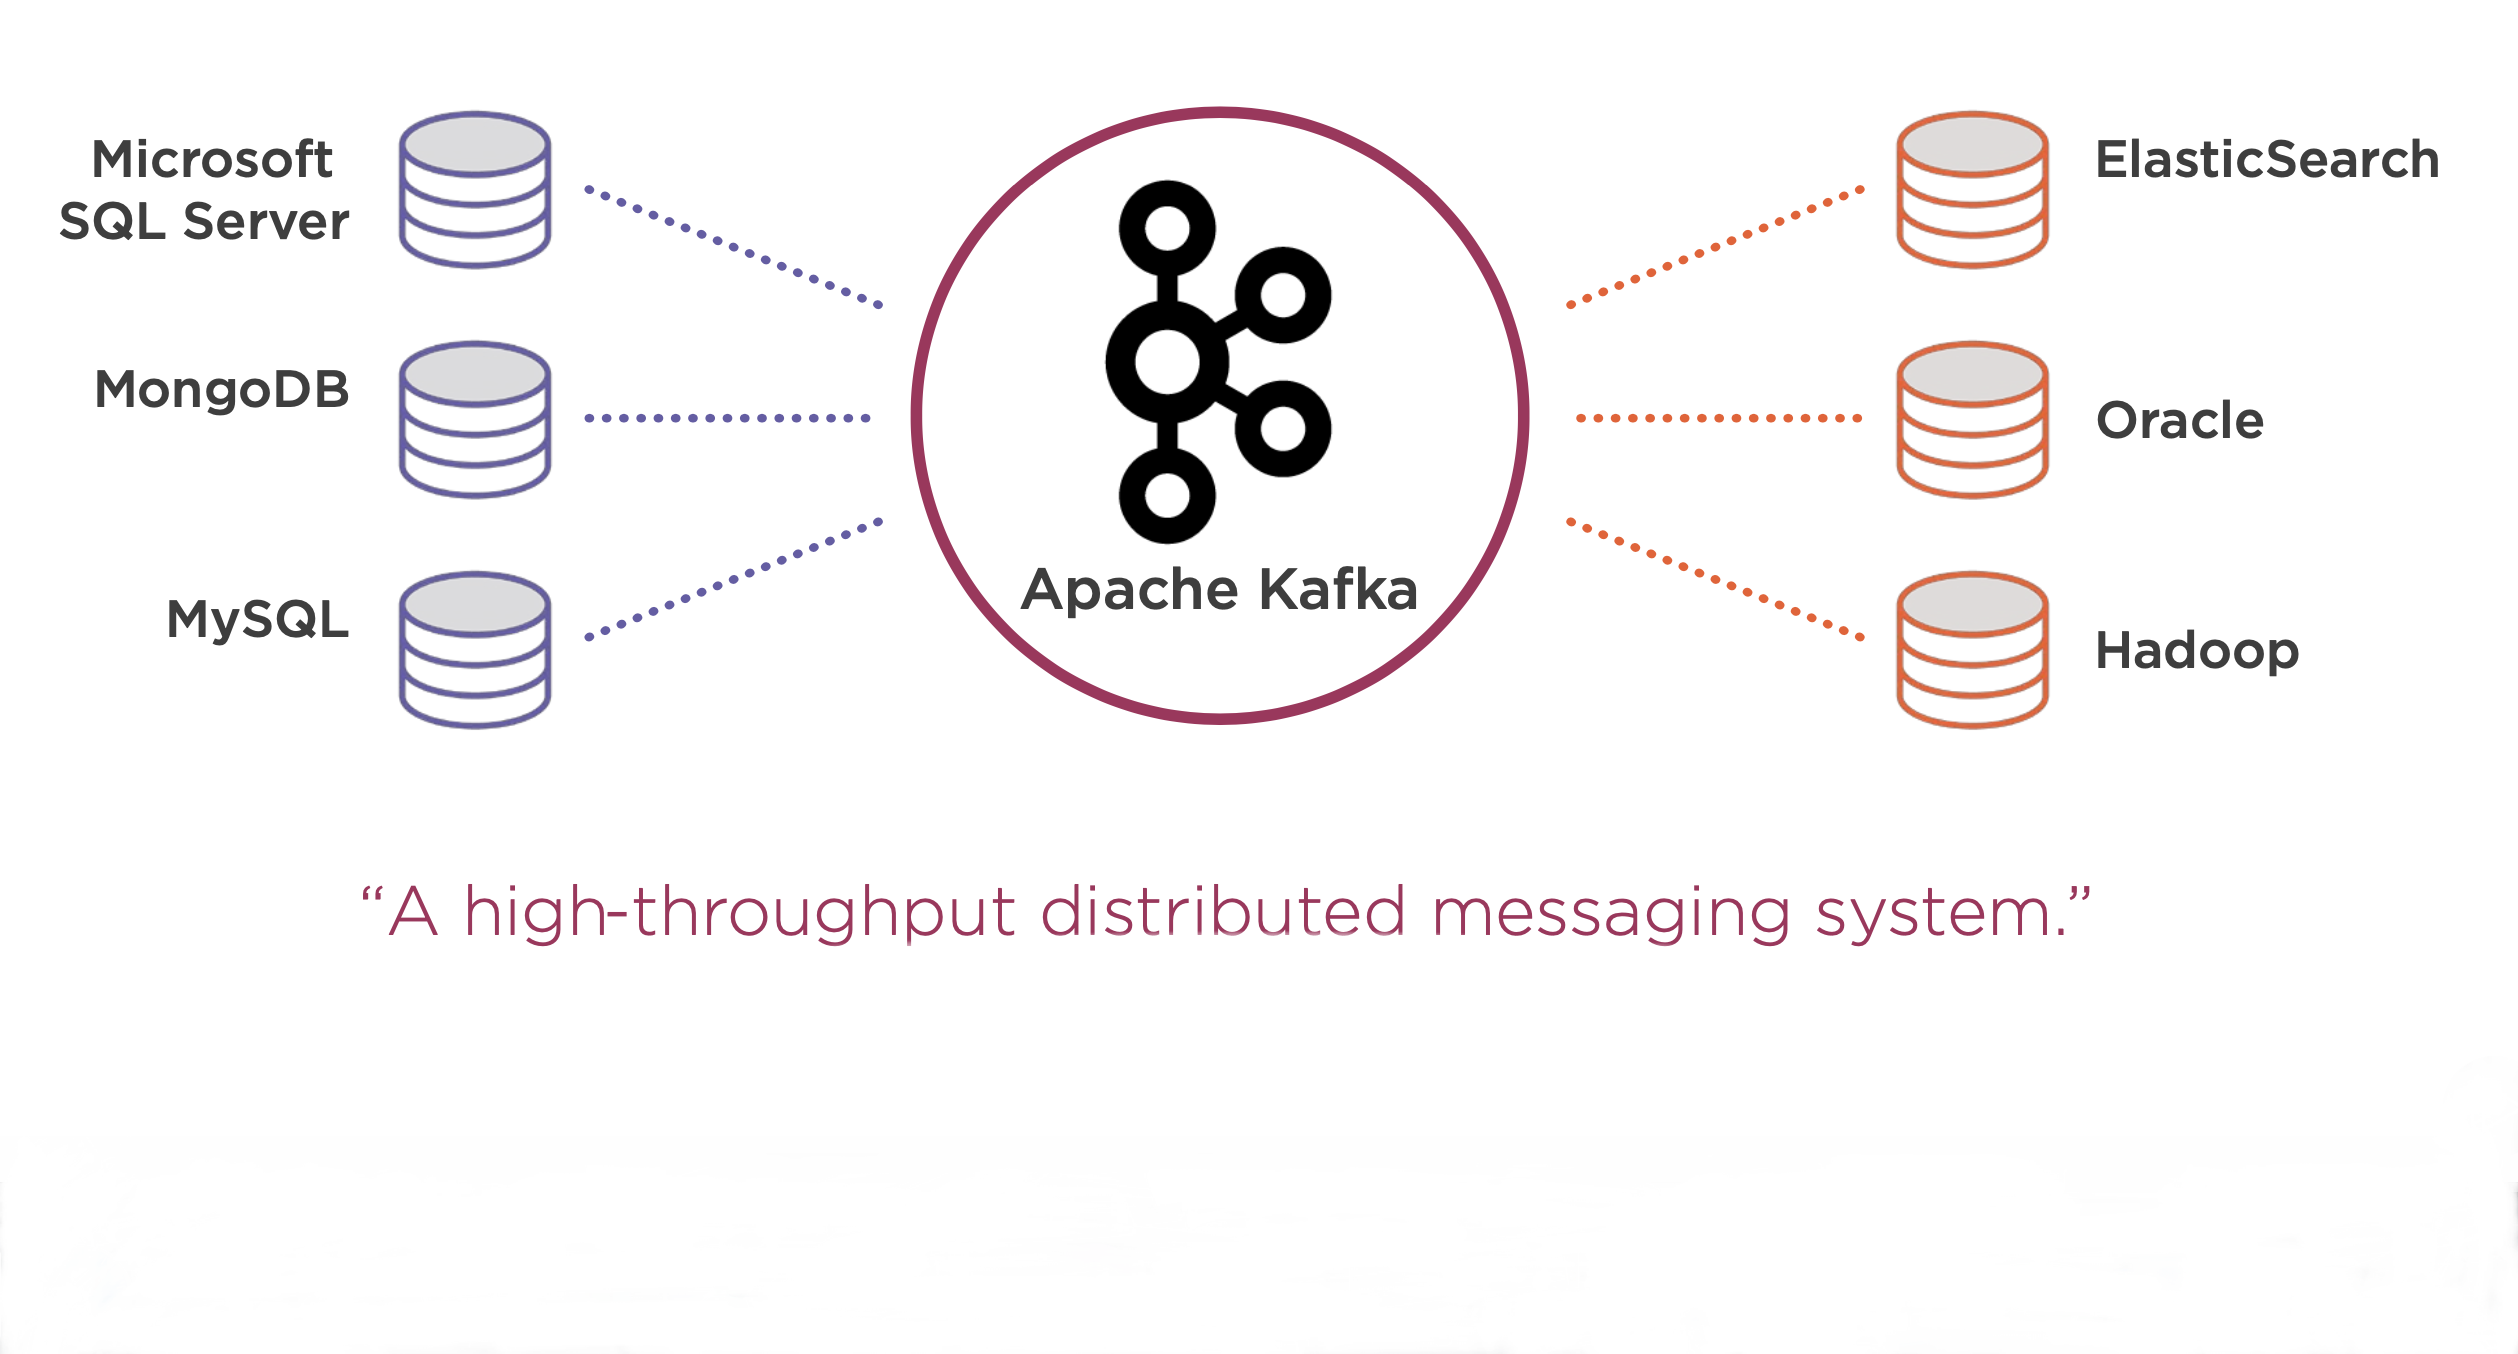 Microsoft
SQL Server
MongoDB
MySQL
Apache Kafka
ElasticSearch
Oracle
Hadoop
“A high-throughput distributed messaging system.”